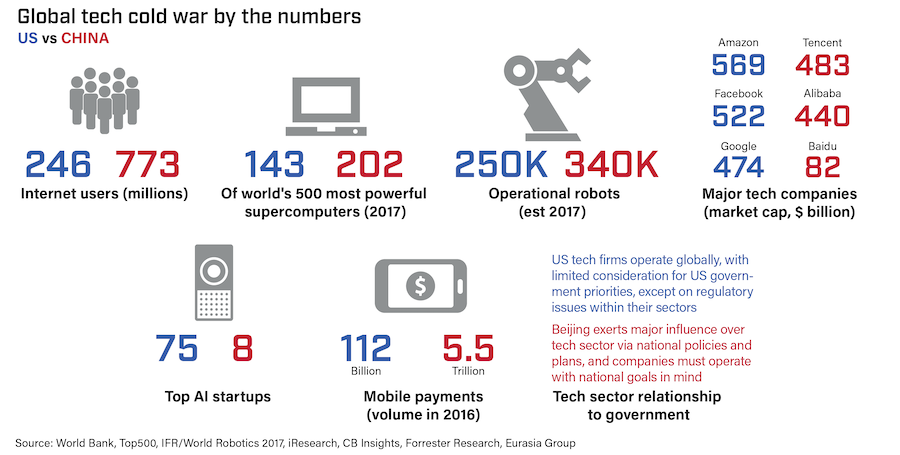 Global tech cold war by the numbers
US vs CHINA
246 773
Internet users (millions)
143 202
Of world's 500 most powerful
supercomputers (2017)
250K 340K
Operational robots
(est 2017)
Amazon Tencent
569 483
Facebook Alibaba
522 440
Google Baidu
474 82
Major tech companies
(market cap, $ billion)
75 8
Top AI startups
$
112 5.5
Billion Trillion
Mobile payments
(volume in 2016)
US tech firms operate globally, with
limited consideration for US govern-
ment priorities, except on regulatory
issues within their sectors
Beijing exerts major influence over
tech sector via national policies and
plans, and companies must operate
with national goals in mind
Tech sector relationship
to government
Source: World Bank, Top500, IFR/World Robotics 2017, iResearch, CB Insights, Forrester Research, Eurasia Group